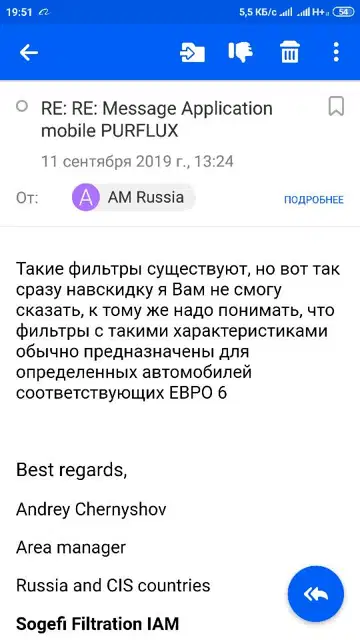 19:51
5,5 КБ/с
H+
54
RE: RE: Message Application
mobile PURFLUX
11 сентября 2019 г., 13:24
От:
A
AM Russia
ПОДРОБНЕЕ
Такие фильтры существуют, но вот так
сразу навскидку я Вам не смогу
сказать, к тому же надо понимать, что
фильтры с такими характеристиками
обычно предназначены для
определенных автомобилей
соответствующих ЕВРО 6
Best regards,
Andrey Chernyshov
Area manager
Russia and CIS countries
Sogefi Filtration IAM